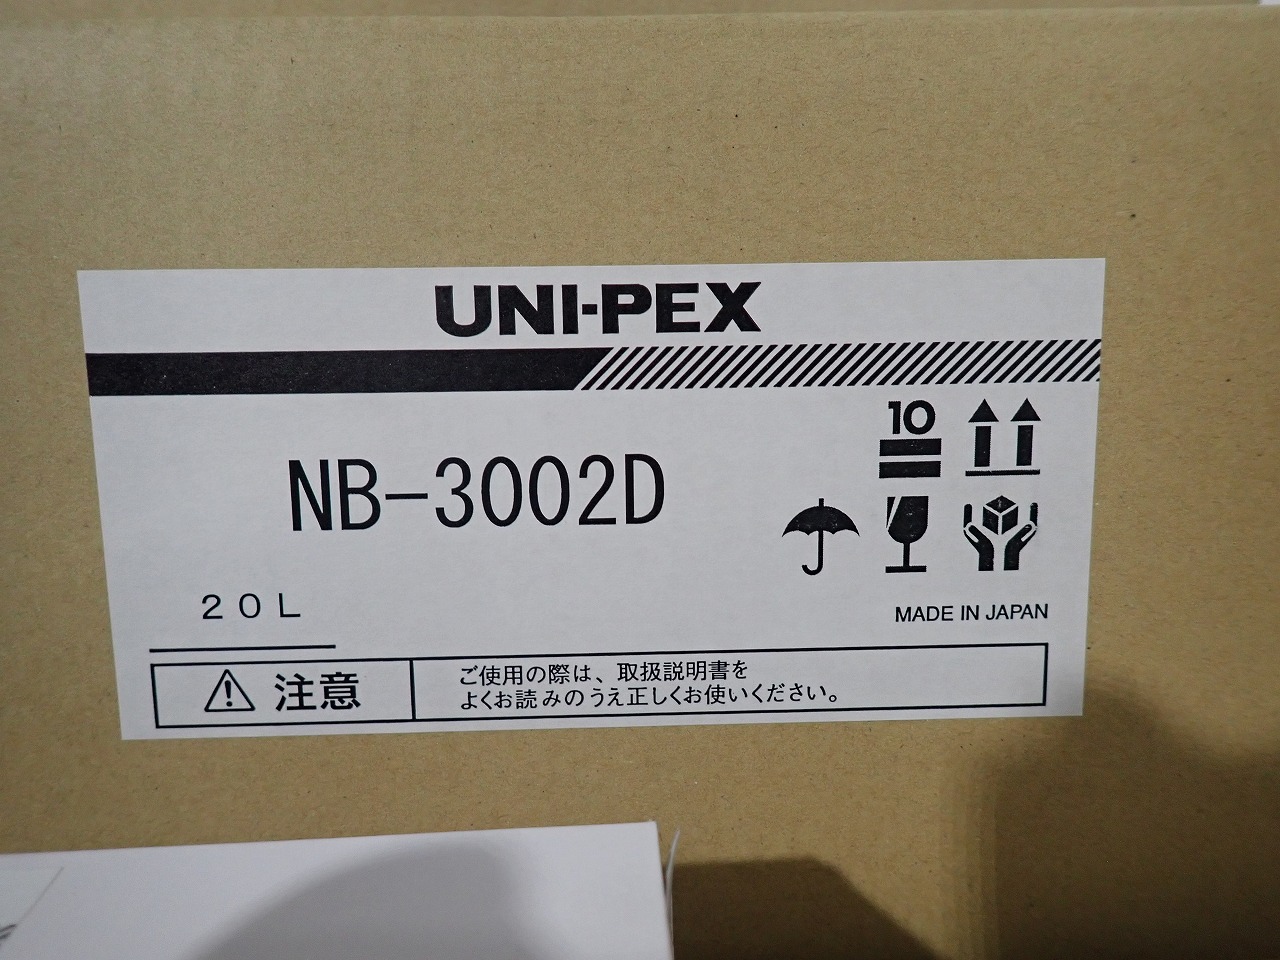 UNI-PEX
10
NB-3002D
２０Ｌ
MADE IN JAPAN
注意
ご使用の際は、取扱説明書を
よくお読みのうえ正しくお使いください。